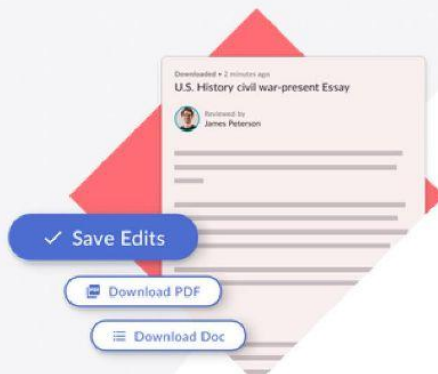 Downloaded • 2 minutes ago
U.S. History civil war-present Essay
Reviewed by
James Peterson
Save Edits
Download PDF
Download Doc